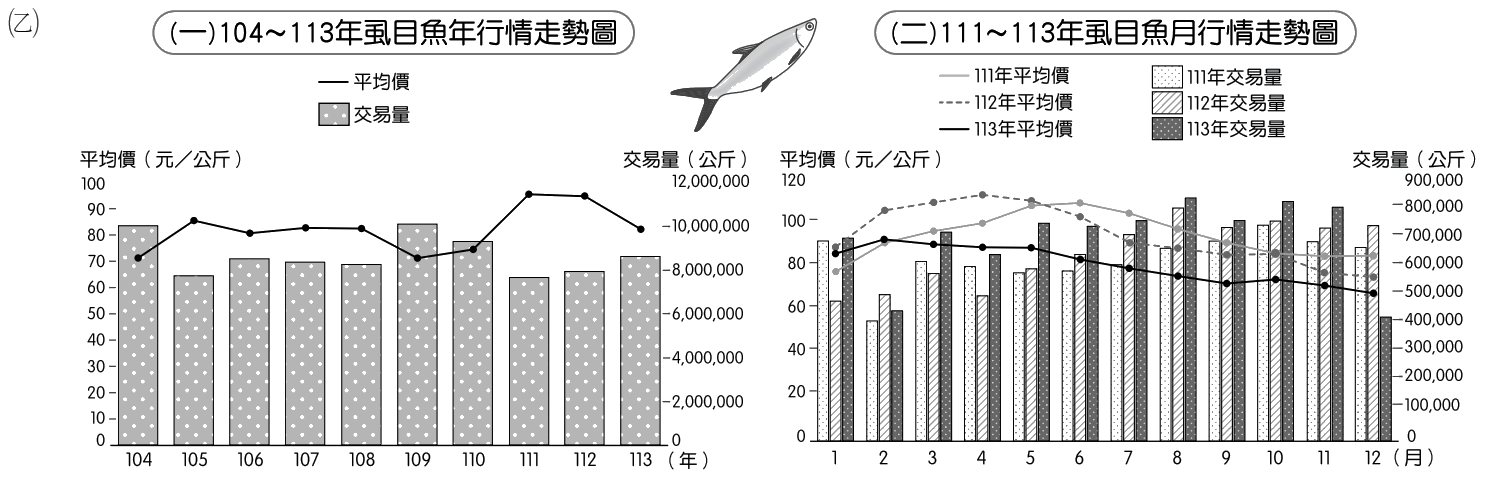 (乙)
(一)104～113年虱目魚年行情走勢圖
平均價
交易量
平均價（元／公斤）
交易量（公斤）
100
90
80
70
60
50
40
30
20
10
0
12,000,000
10,000,000
8,000,000
6,000,000
4,000,000
2,000,000
0
104 105 106 107 108 109 110 111 112 113 （年）
(二)111～113年虱目魚月行情走勢圖
111年平均價
112年平均價
113年平均價
111年交易量
112年交易量
113年交易量
平均價（元／公斤）
交易量（公斤）
120
100
80
60
40
20
0
900,000
800,000
700,000
600,000
500,000
400,000
300,000
200,000
100,000
0
1 2 3 4 5 6 7 8 9 10 11 12（月）